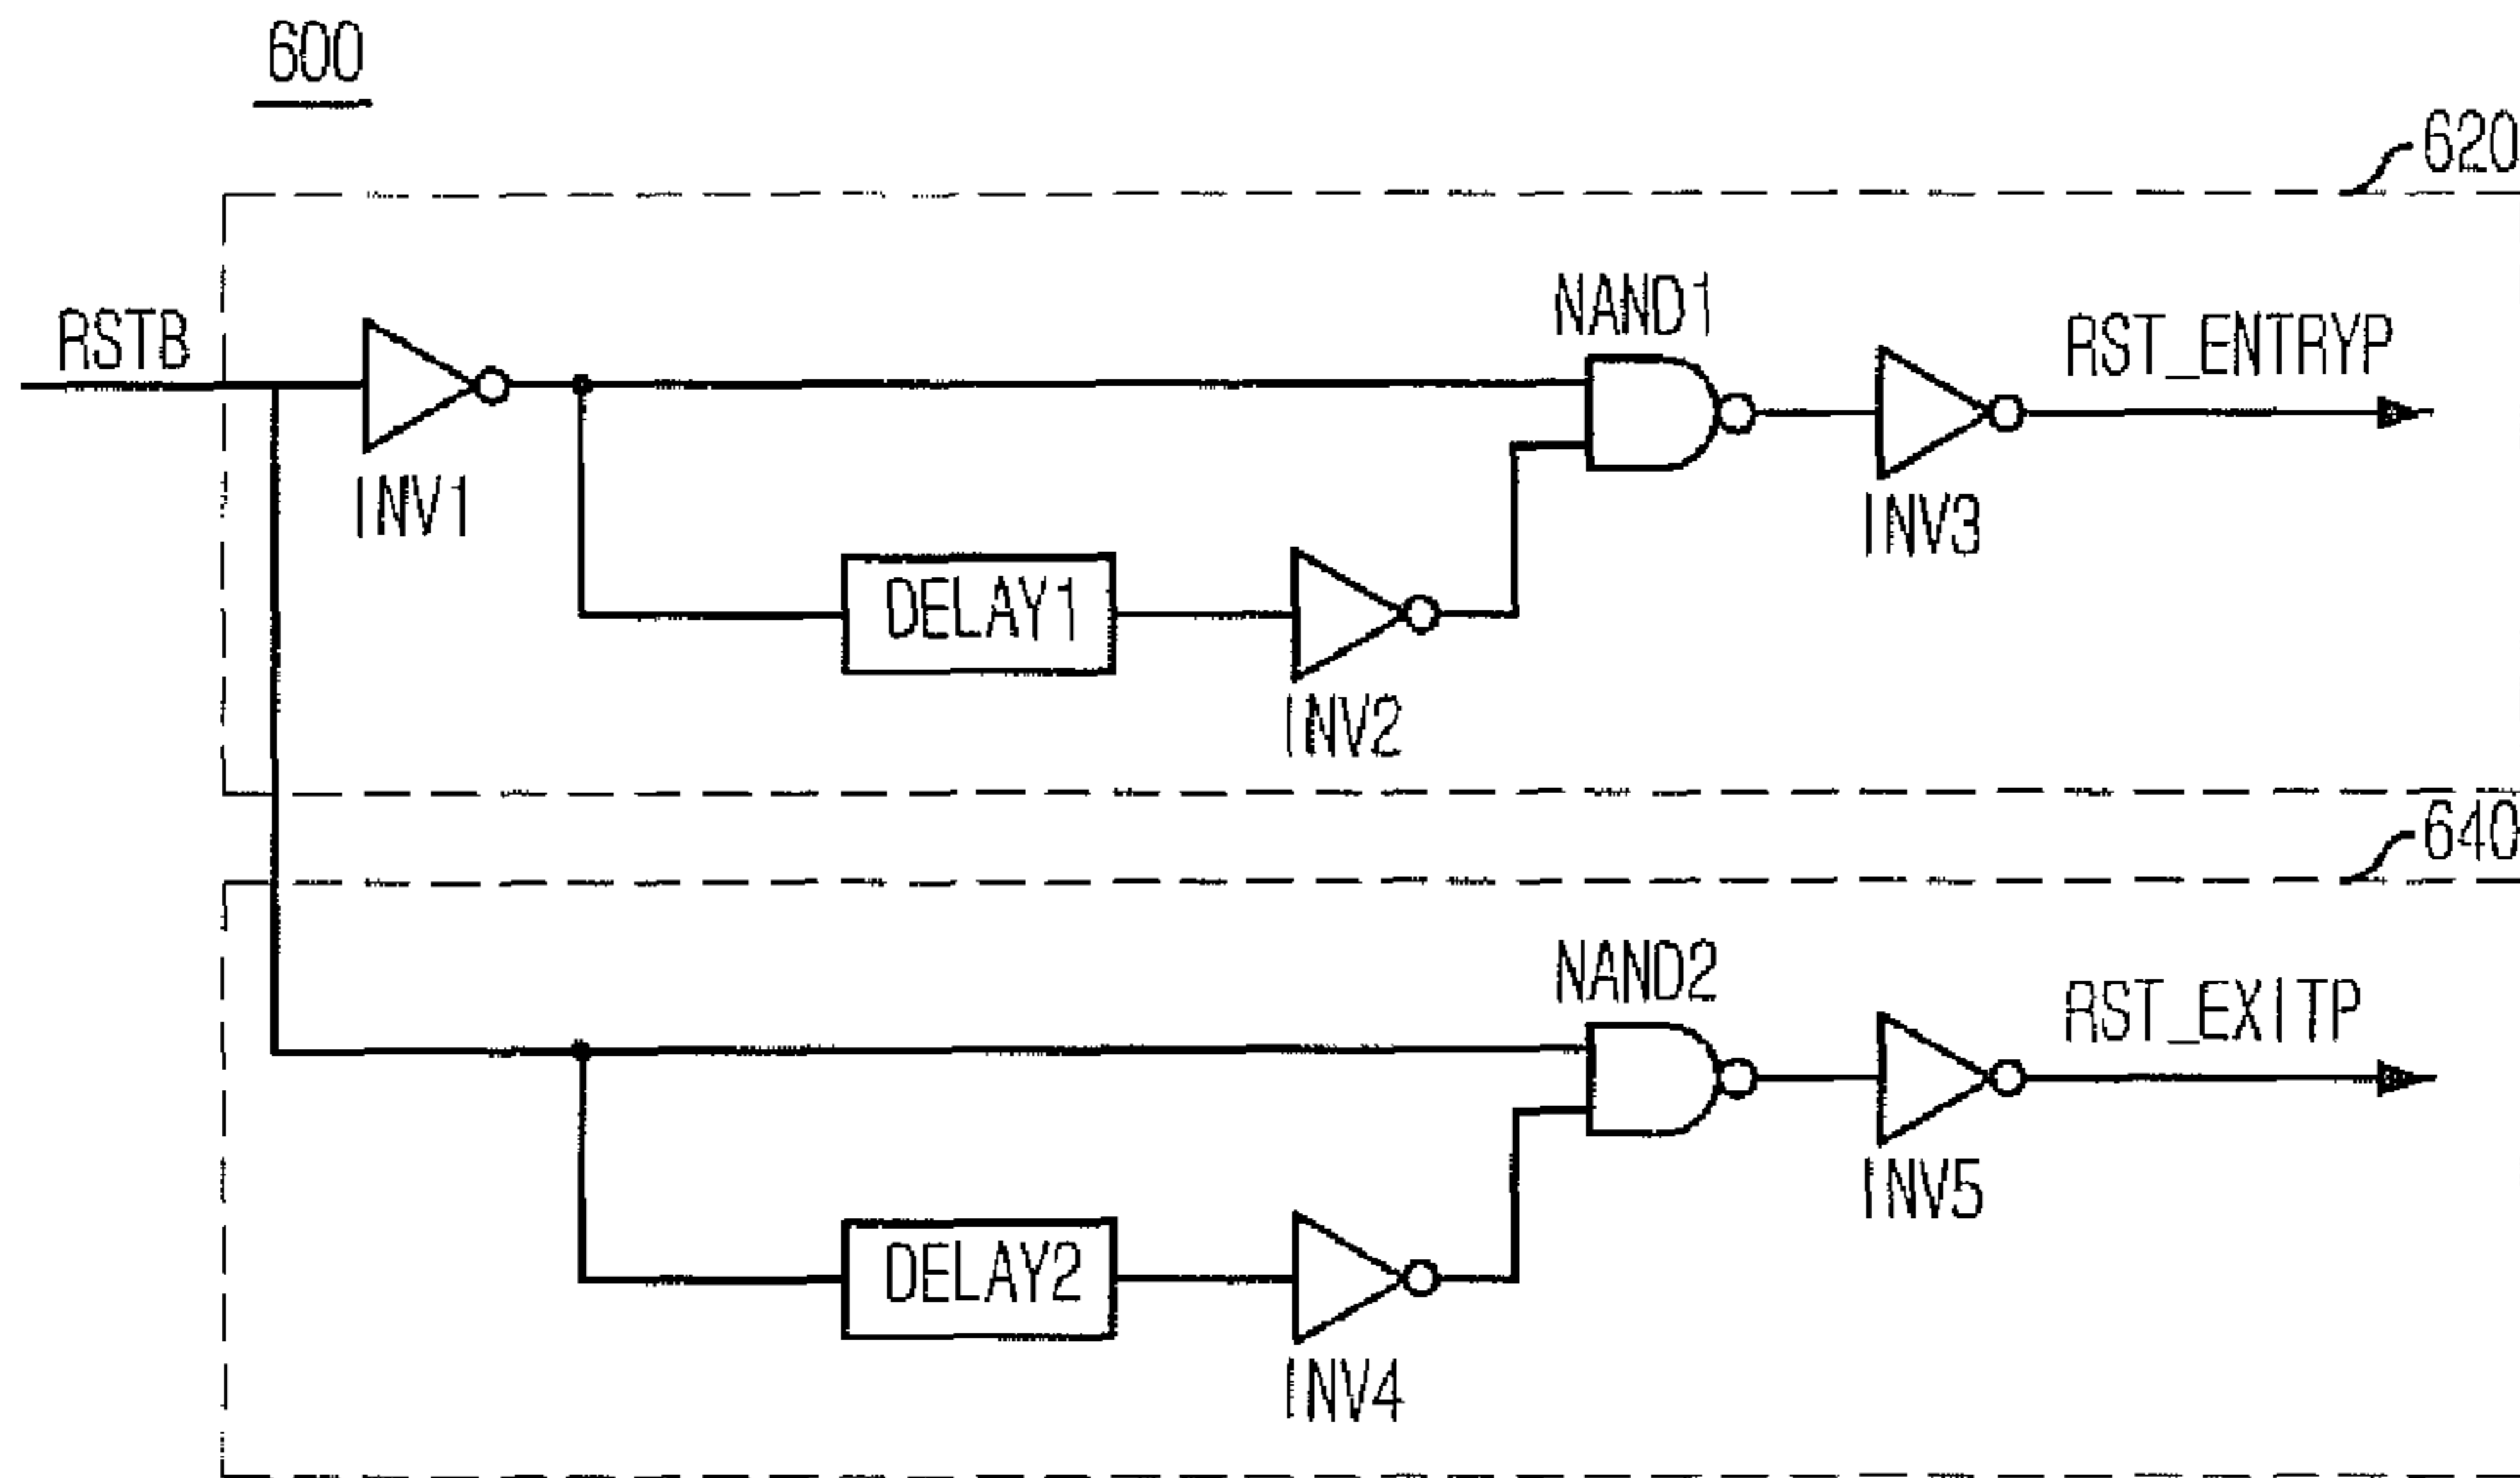 600
620
RSTB
NAND1
RST_ENTRYP
INV1
INV3
DELAY1
INV2
640
NAND2
RST_EXITP
INV5
DELAY2
INV4